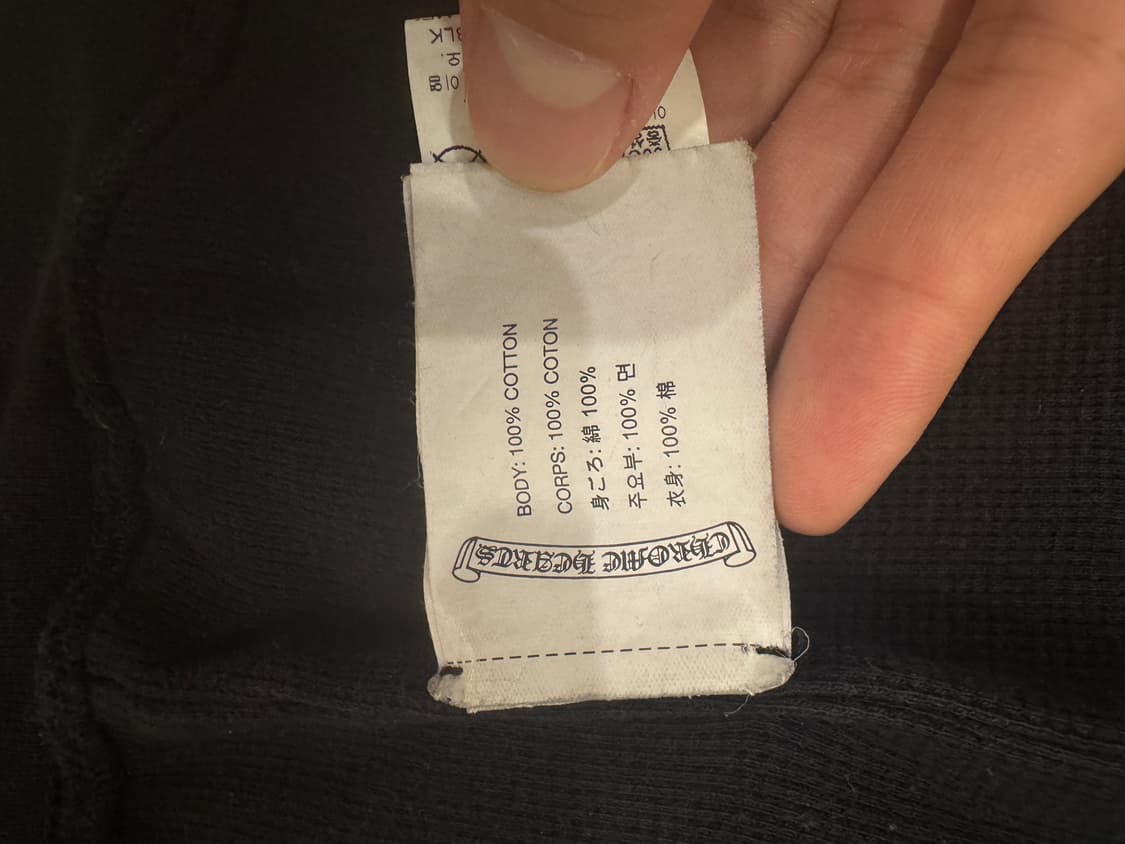 BODY: 100% COTTON
CORPS: 100% COTON
身ごろ: 綿 100%
주요부: 100% 면
衣身: 100% 棉
CHROME HEARTS
BLK